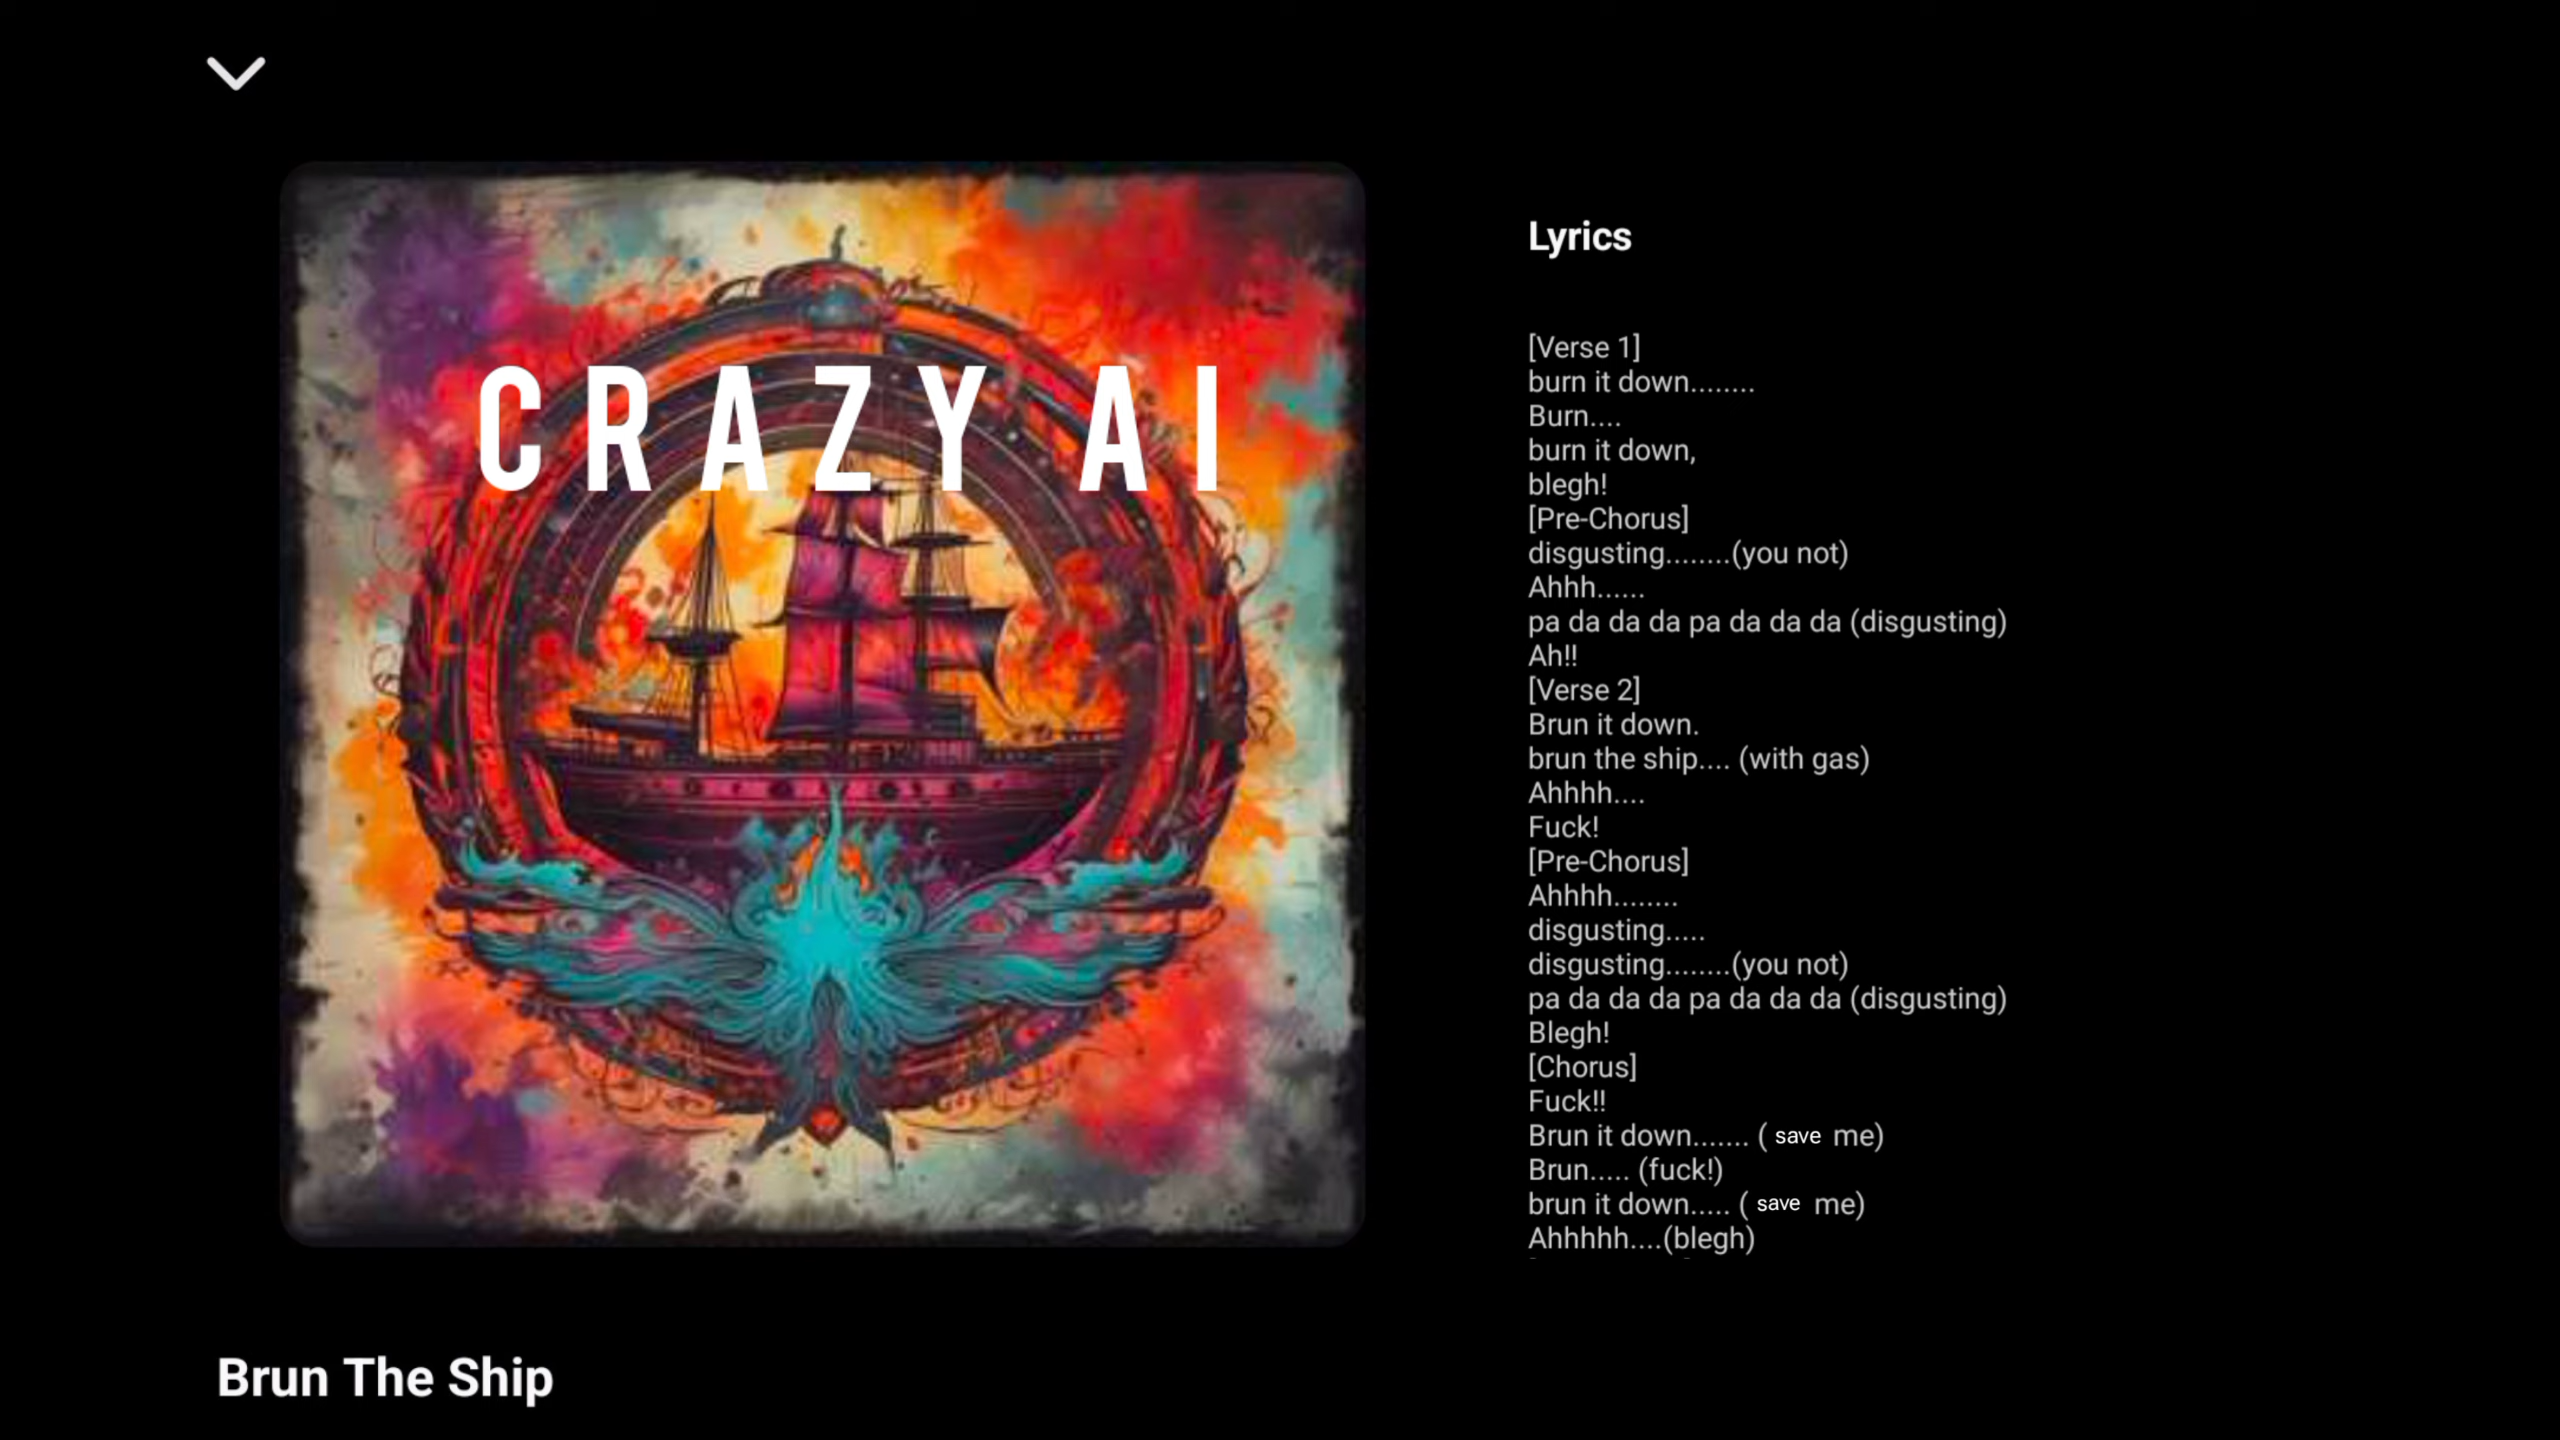 CRAZY AI
Lyrics
[Verse 1]
burn it down........
Burn....
burn it down,
blegh!
[Pre-Chorus]
disgusting........(you not)
Ahhh......
pa da da da pa da da da (disgusting)
Ah!!
[Verse 2]
Brun it down.
brun the ship.... (with gas)
Ahhhh....
Fuck!
[Pre-Chorus]
Ahhhh........
disgusting.....
disgusting........(you not)
pa da da da pa da da da (disgusting)
Blegh!
[Chorus]
Fuck!!
Brun it down....... ( save me)
Brun..... (fuck!)
brun it down..... ( save me)
Ahhhhh....(blegh)
Brun The Ship